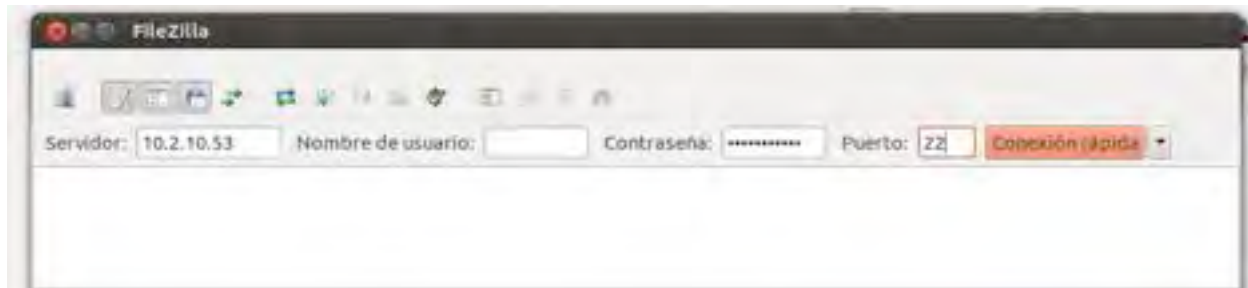 FileZilla
Servidor: 10.2.10.53 Nombre de usuario: Contraseña: ••••••••••• Puerto: 22 Conexión rápida